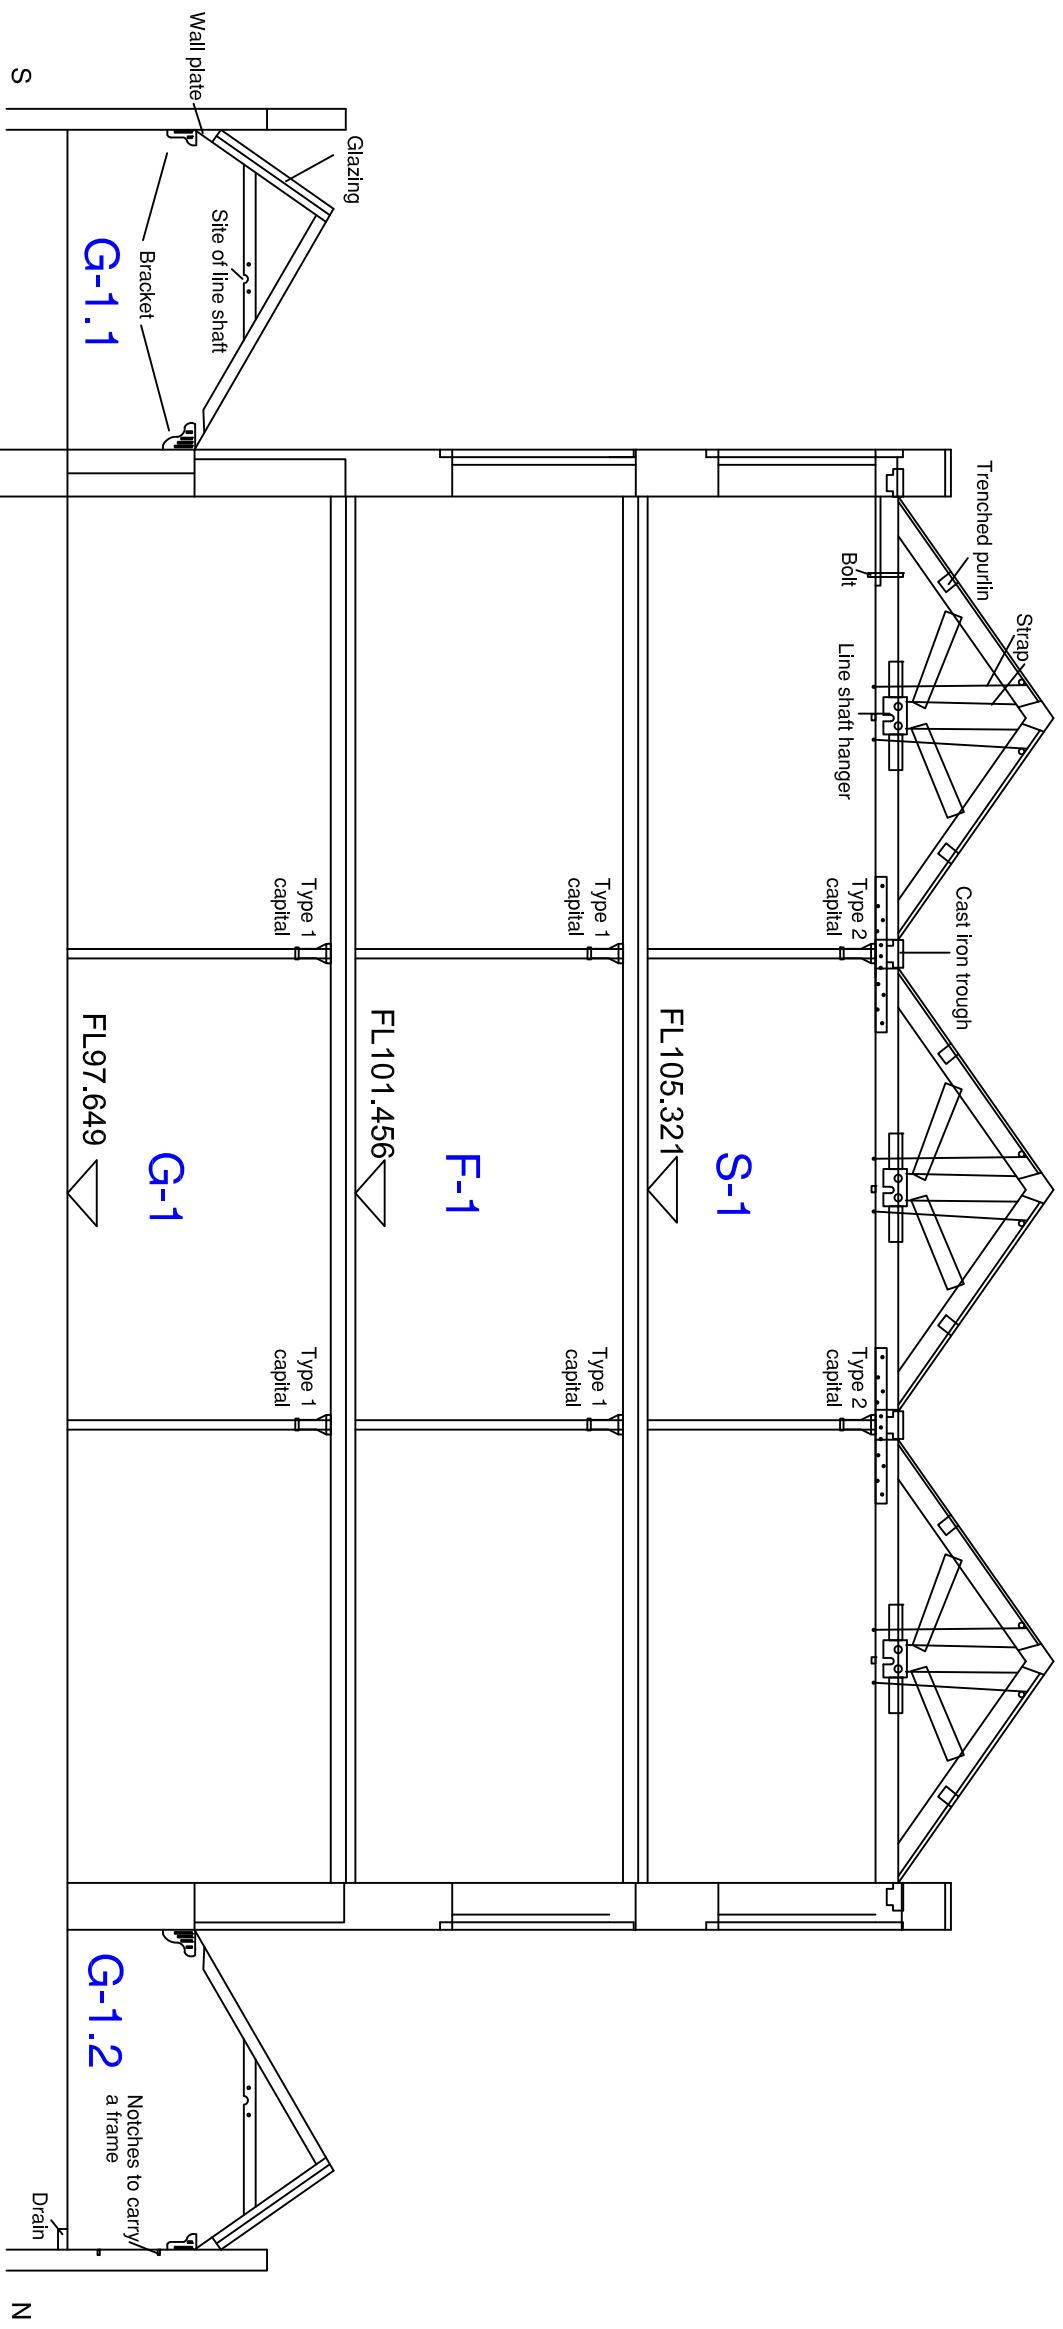 S
Wall plate
Glazing
Site of line shaft
Bracket
G-1.1
Trenched purlin
Strap
Bolt
Line shaft hanger
Cast iron trough
Type 2
capital
Type 1
capital
Type 1
capital
FL105.321
FL101.456
FL97.649
S-1
F-1
G-1
Type 2
capital
Type 1
capital
Type 1
capital
G-1.2
Notches to carry
a frame
Drain
N